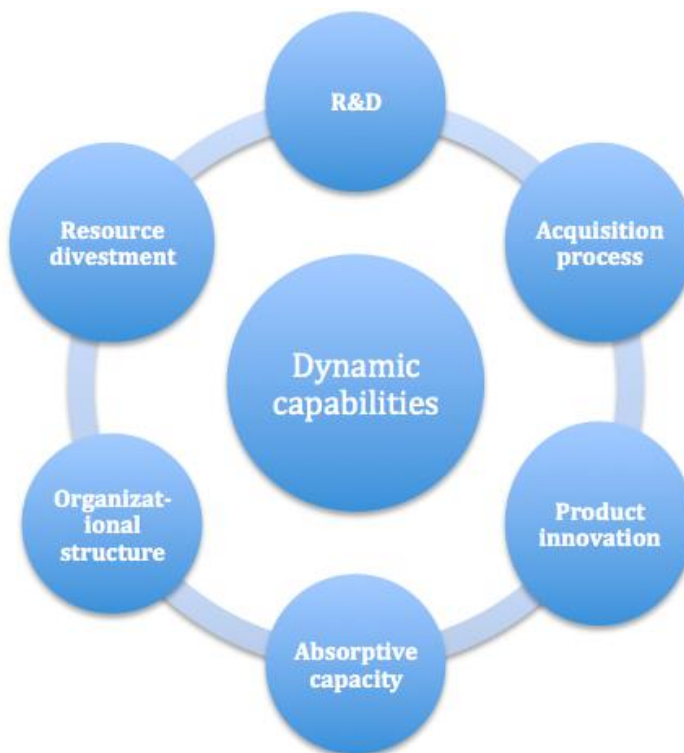 R&D
Resource
divestment
Acquisition
process
Dynamic
capabilities
Organizat-
ional
structure
Product
innovation
Absorptive
capacity